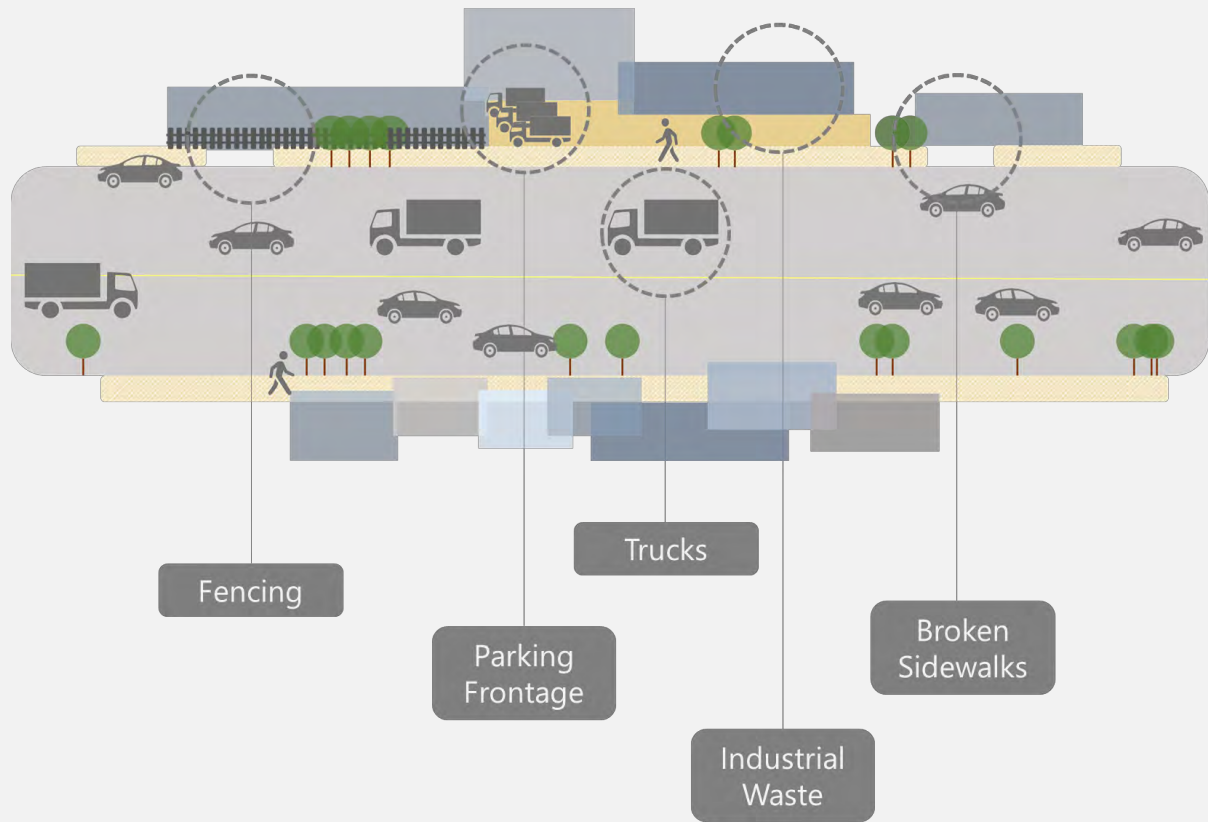 Trucks
Fencing
Broken
Sidewalks
Parking
Frontage
Industrial
Waste